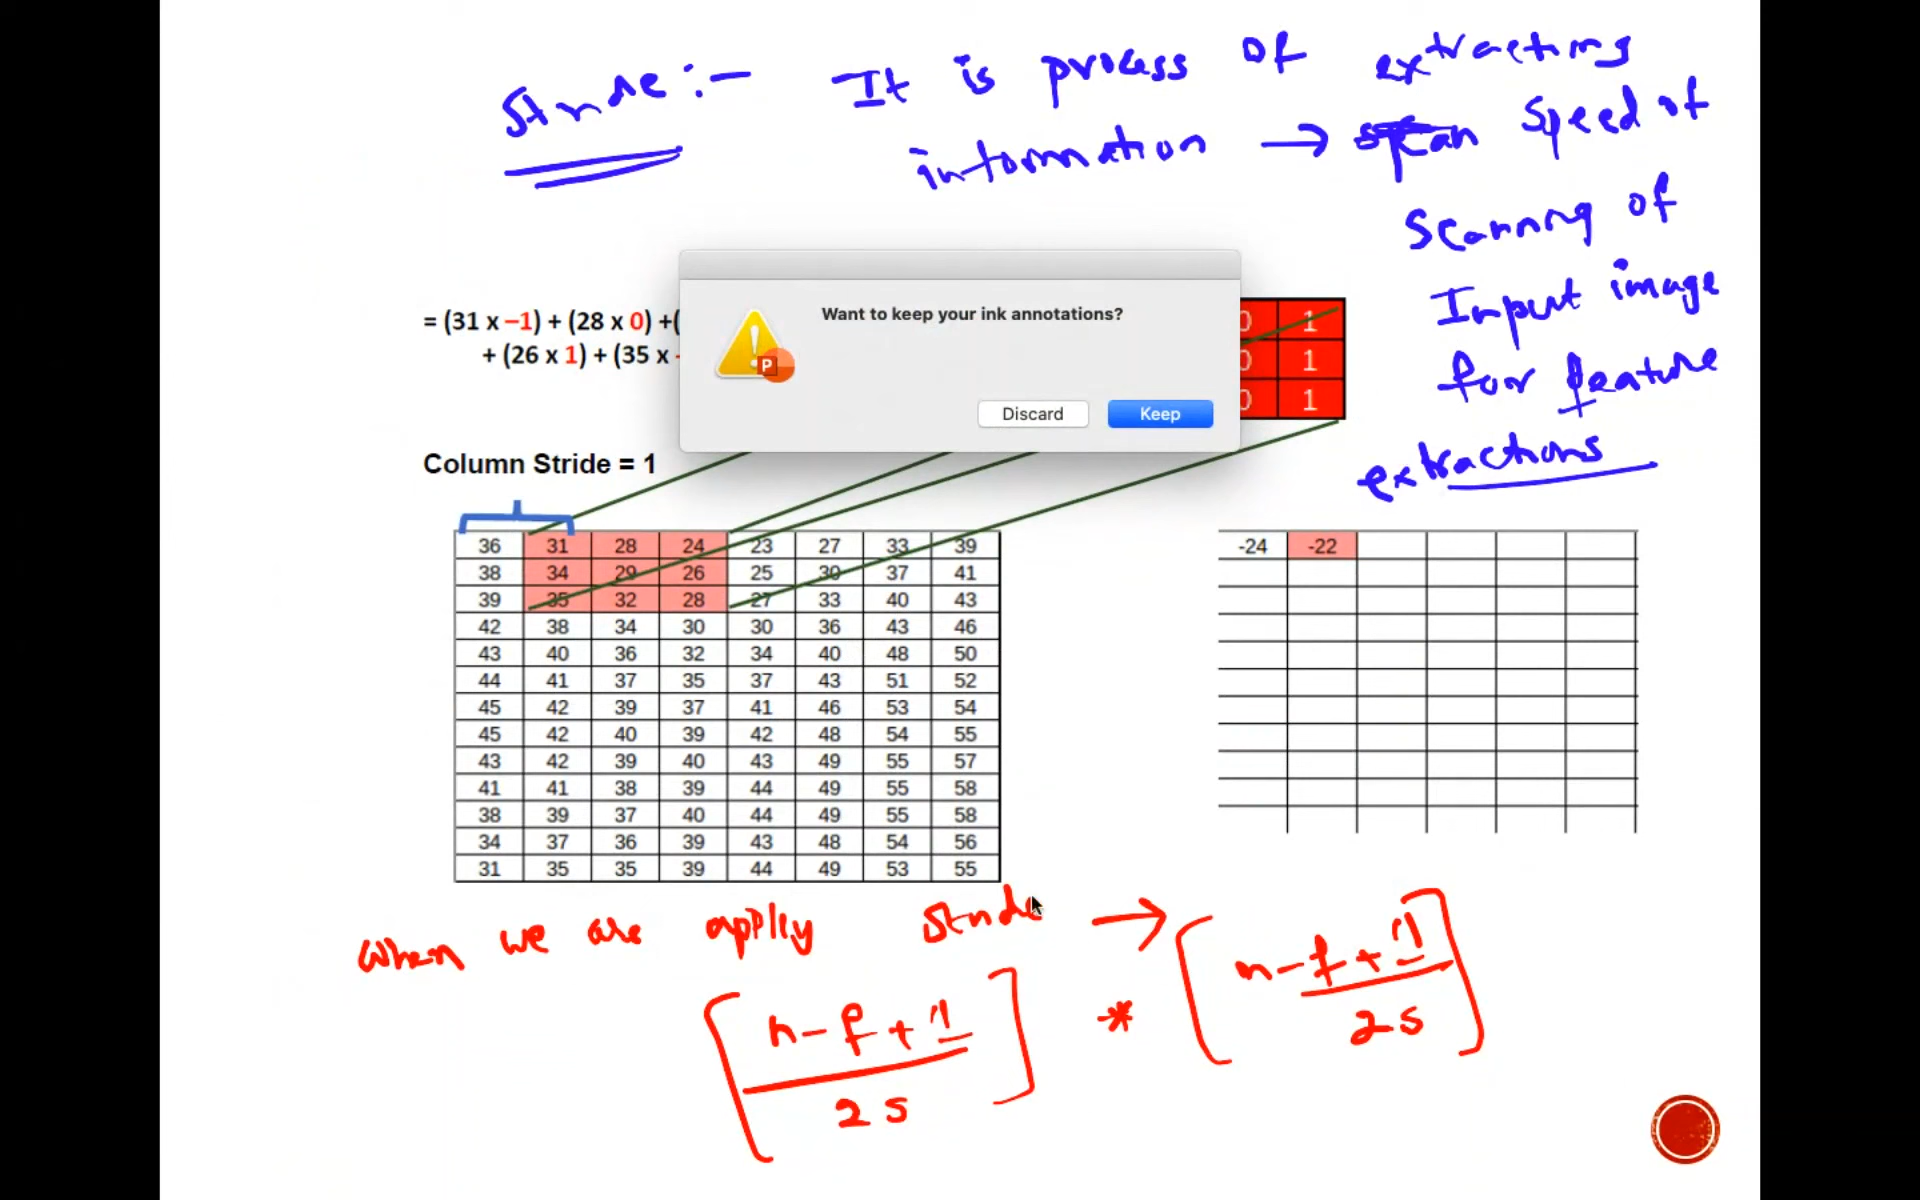 Stride:- It is process of extracting
information → span speed of
Scanning of
Input image
for feature
extractions
Want to keep your ink annotations?
Discard Keep
= (31 x –1) + (28 x 0) +(
+ (26 x 1) + (35 x -
0 1
0 1
0 1
Column Stride = 1
36 31 28 24 23 27 33 39
38 34 29 26 25 30 37 41
39 35 32 28 27 33 40 43
42 38 34 30 30 36 43 46
43 40 36 32 34 40 48 50
44 41 37 35 37 43 51 52
45 42 39 37 41 46 53 54
45 42 40 39 42 48 54 55
43 42 39 40 43 49 55 57
41 41 38 39 44 49 55 58
38 39 37 40 44 49 55 58
34 37 36 39 43 48 54 56
31 35 35 39 44 49 53 55
-24 -22
When we are apply Stride →
[n-f+1
2s] * [n-f+1
2s]